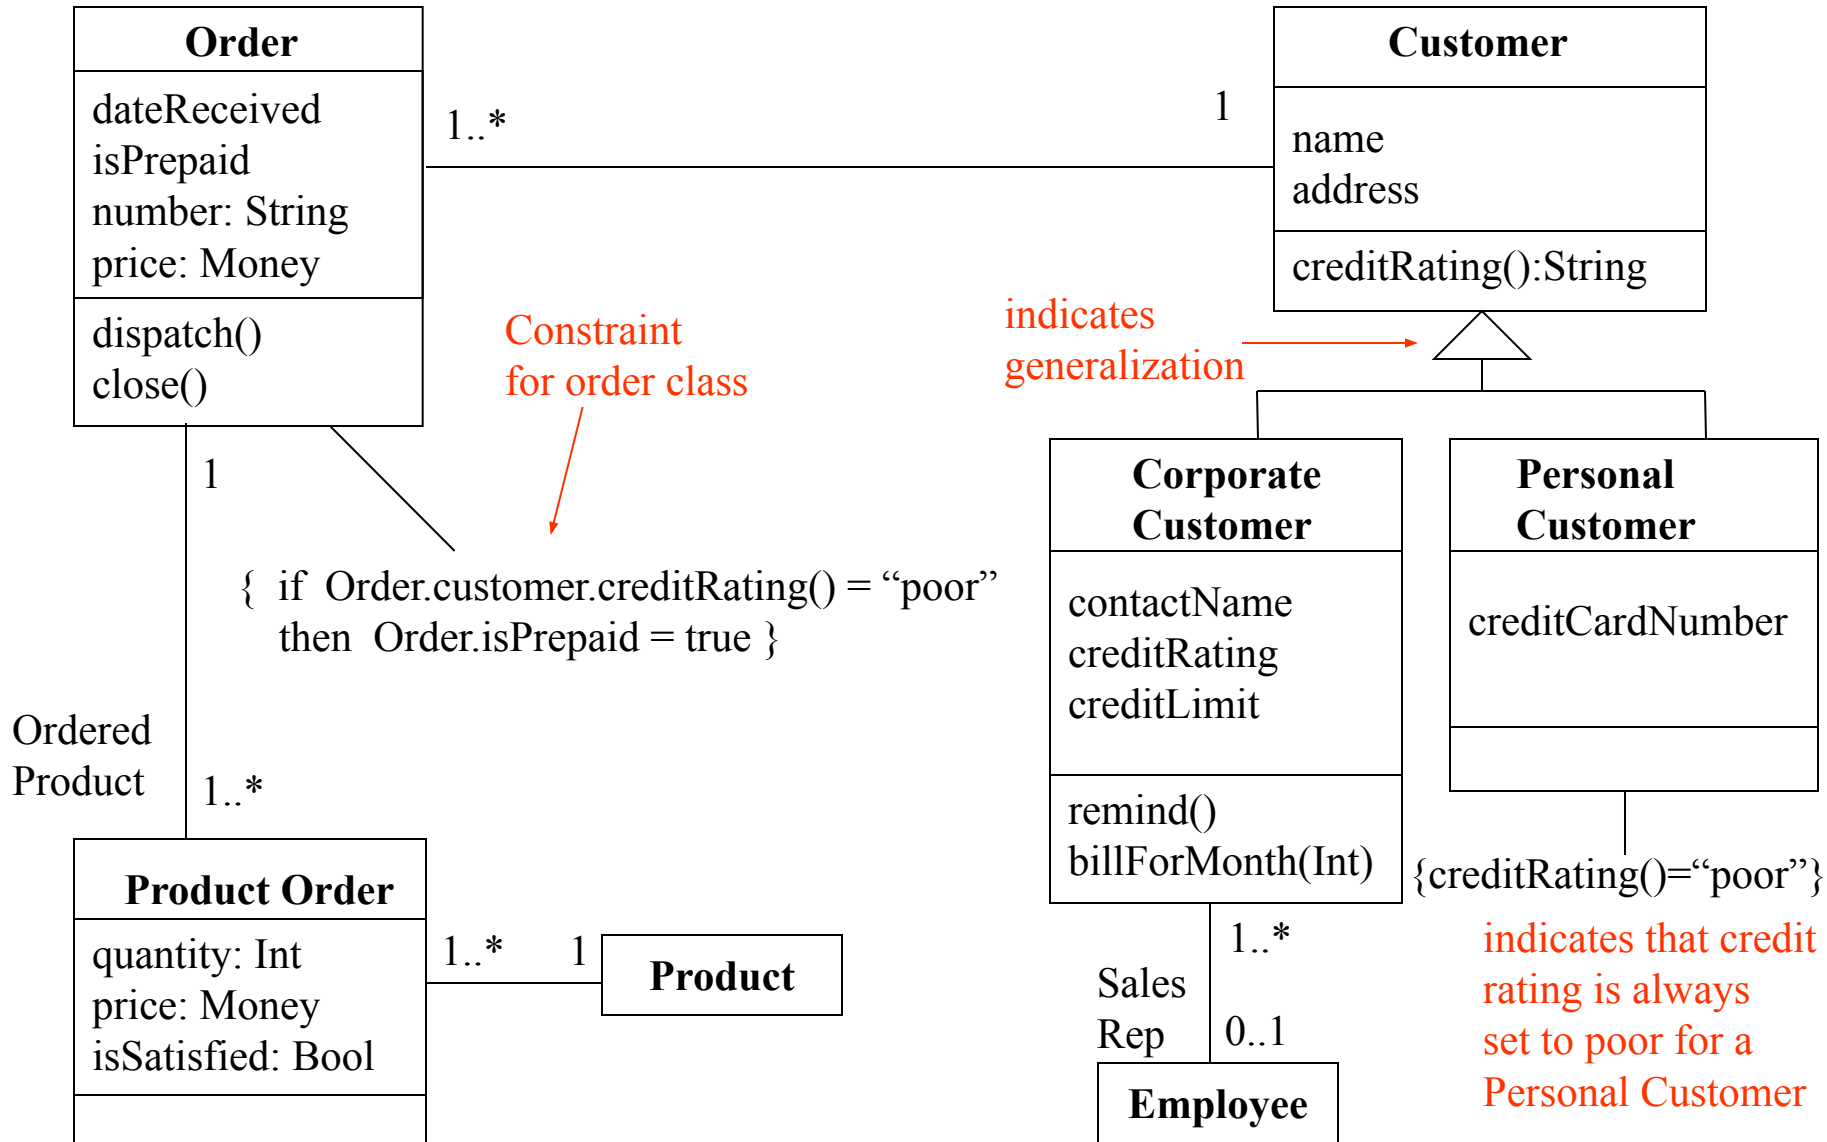 Order
dateReceived
isPrepaid
number: String
price: Money
dispatch()
close()
1..*
1
Customer
name
address
creditRating():String
Constraint
for order class
indicates
generalization
1
{ if Order.customer.creditRating() = “poor”
then Order.isPrepaid = true }
Ordered
Product
1..*
Corporate
Customer
contactName
creditRating
creditLimit
remind()
billForMonth(Int)
Personal
Customer
creditCardNumber
{creditRating()=“poor”}
indicates that credit
rating is always
set to poor for a
Personal Customer
Product Order
quantity: Int
price: Money
isSatisfied: Bool
1..*
1
Product
1..*
Sales
Rep
0..1
Employee